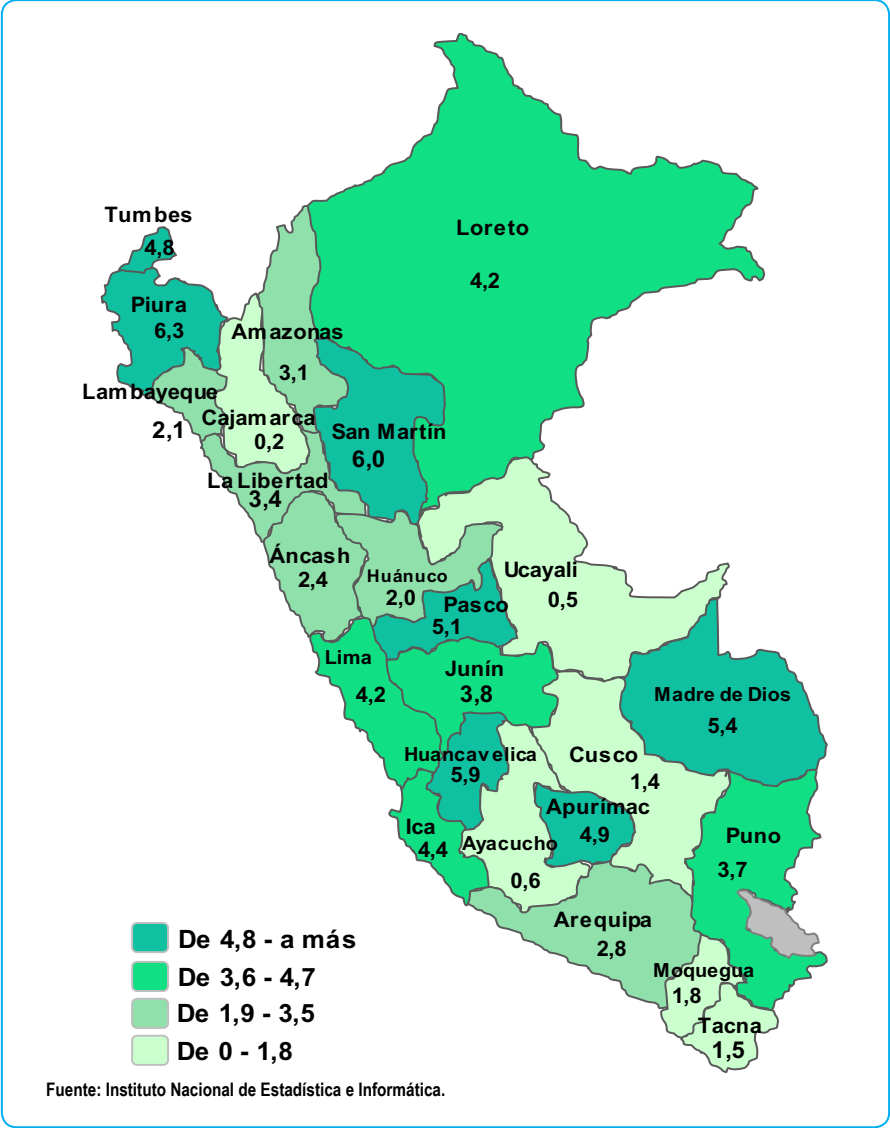 Loreto
4,2
Tumbes
4,8
Piura
6,3
Amazonas
3,1
Lambayeque
2,1
Cajamarca
0,2
San Martín
6,0
La Libertad
3,4
Áncash
2,4
Huánuco
2,0
Ucayali
0,5
Pasco
5,1
Lima
4,2
Junín
3,8
Madre de Dios
5,4
Huancavelica
5,9
Cusco
1,4
Apurímac
4,9
Ica
4,4
Ayacucho
0,6
Puno
3,7
Arequipa
2,8
Moquegua
1,8
Tacna
1,5
De 4,8 - a más
De 3,6 - 4,7
De 1,9 - 3,5
De 0 - 1,8
Fuente: Instituto Nacional de Estadística e Informática.